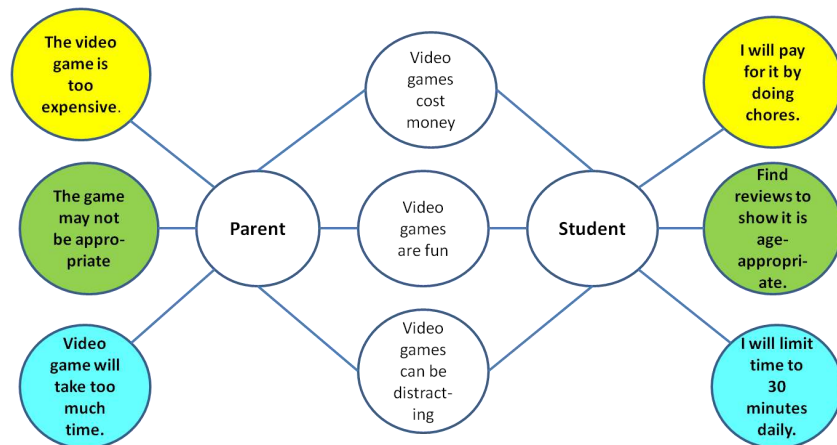 The video
game is
too
expensive.
Video
games
cost
money
I will pay
for it by
doing
chores.
The game
may not
be appro-
priate
Parent
Video
games
are fun
Student
Find
reviews to
show it is
age-
appropri-
ate.
Video
game will
take too
much
time.
Video
games
can be
distract-
ing
I will limit
time to
30
minutes
daily.